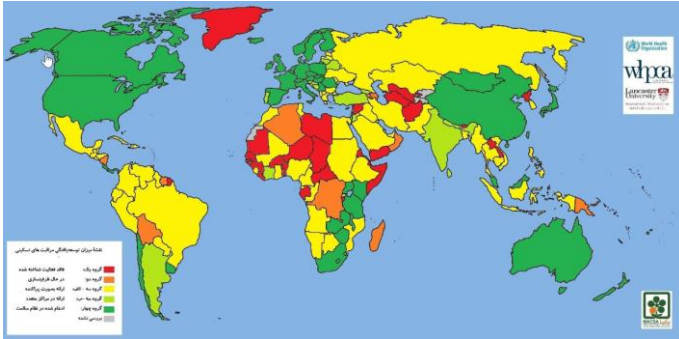 World Health
Organization
whpca
Lancaster
University
نقشهٔ میزان توسعه‌یافتگی مراقبت‌های تسکینی
گروه یک: فاقد فعالیت شناخته شده
گروه دو: در حال ظرفیتسازی
گروه سه - الف: ارائه بصورت پراکنده
گروه سه -ب: ارائه در مراکز متعدد
گروه چهار: ادغام شده در نظام سلامت
بررسی نشده
MACSA